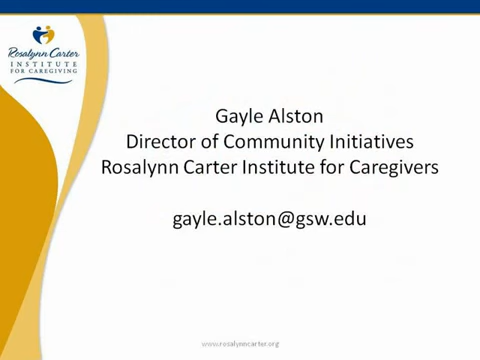 Rosalynn Carter
INSTITUTE
FOR CAREGIVING
Gayle Alston
Director of Community Initiatives
Rosalynn Carter Institute for Caregivers
gayle.alston@gsw.edu
www.rosalynncarter.org